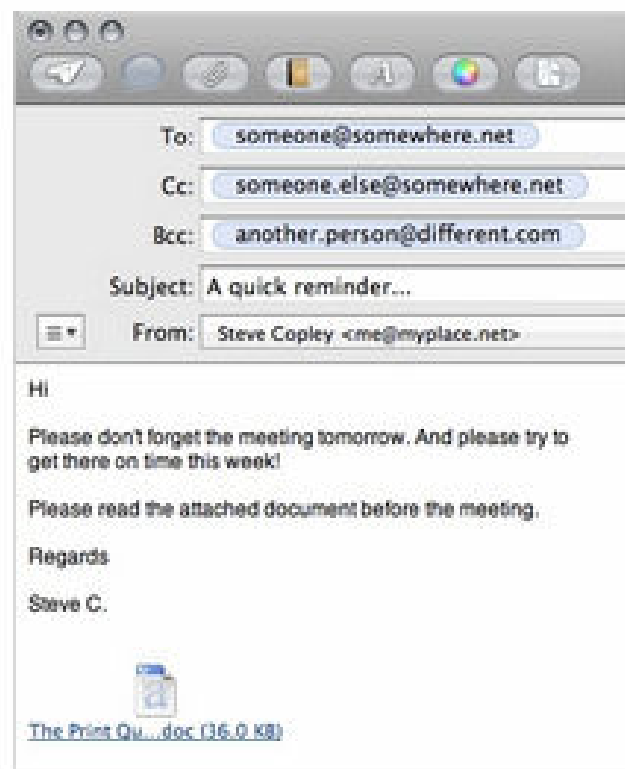 To: someone@somewhere.net
Cc: someone.else@somewhere.net
Bcc: another.person@different.com
Subject: A quick reminder...
From: Steve Copley <me@myplace.net>
Hi
Please don't forget the meeting tomorrow. And please try to
get there on time this week!
Please read the attached document before the meeting.
Regards
Steve C.
The Print Qu...doc (36.0 KB)